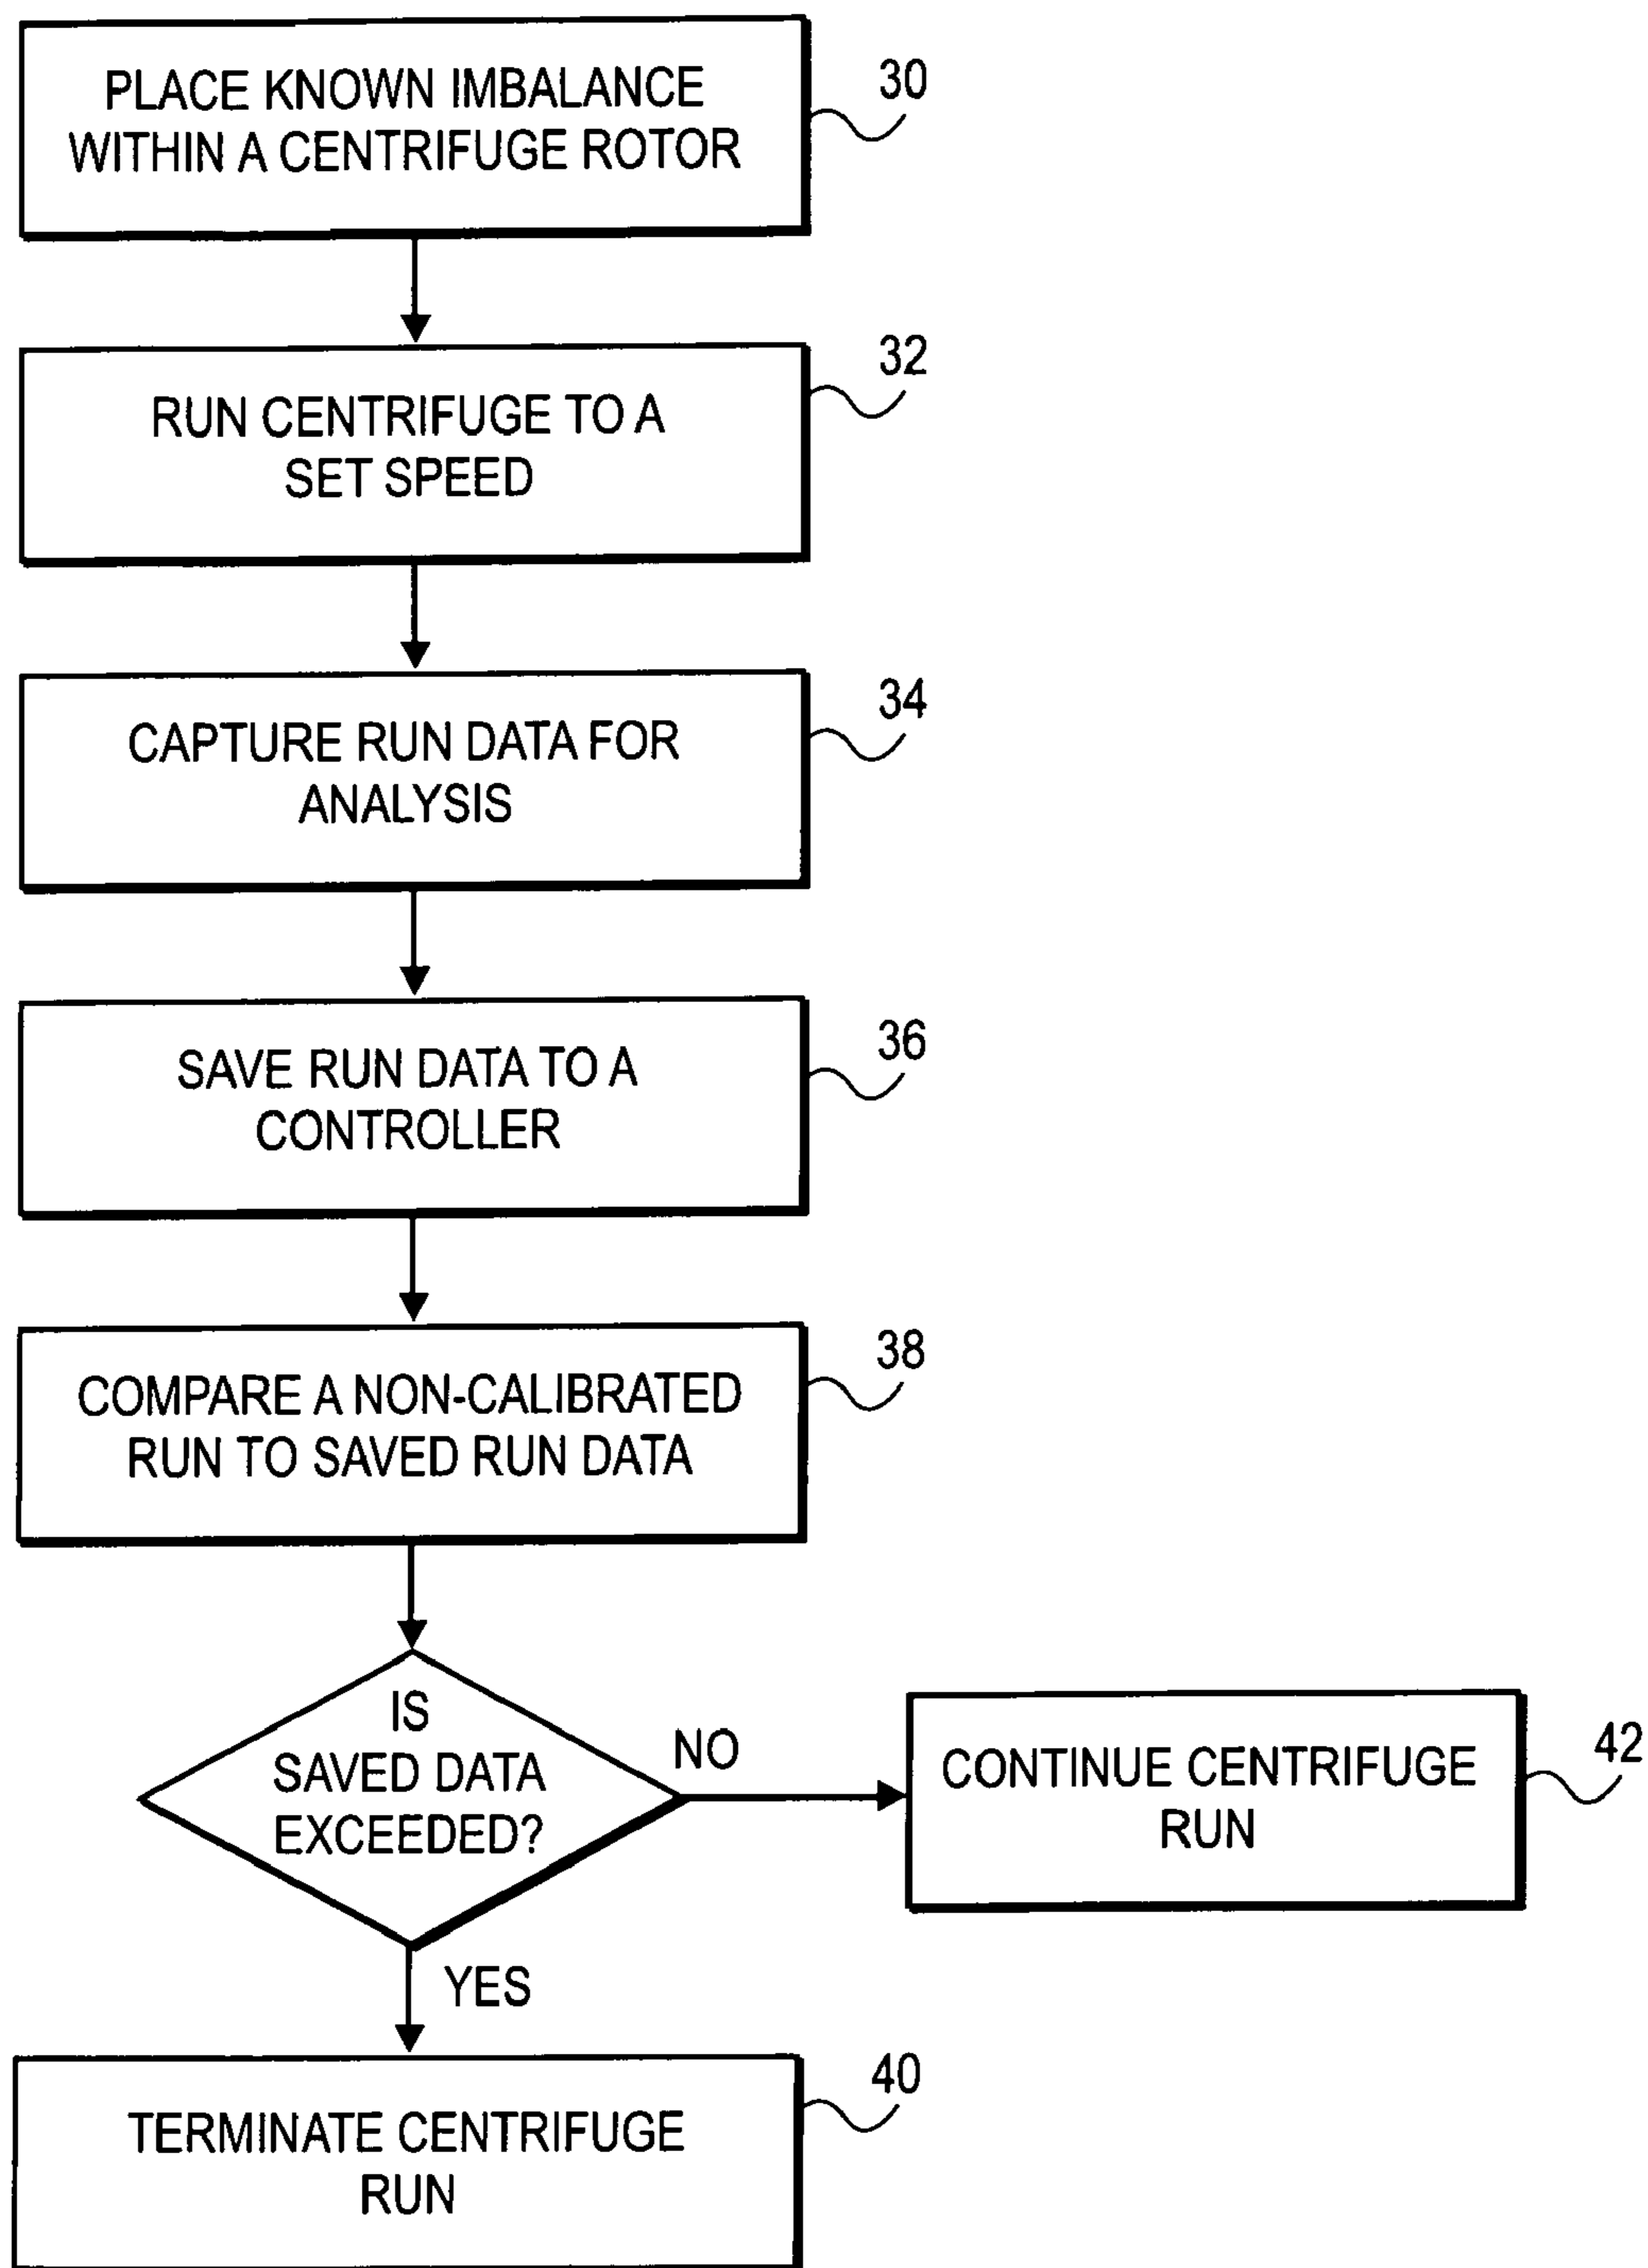 PLACE KNOWN IMBALANCE
WITHIN A CENTRIFUGE ROTOR
30
RUN CENTRIFUGE TO A
SET SPEED
32
CAPTURE RUN DATA FOR
ANALYSIS
34
SAVE RUN DATA TO A
CONTROLLER
36
COMPARE A NON-CALIBRATED
RUN TO SAVED RUN DATA
38
IS
SAVED DATA
EXCEEDED?
NO
CONTINUE CENTRIFUGE
RUN
42
YES
TERMINATE CENTRIFUGE
RUN
40